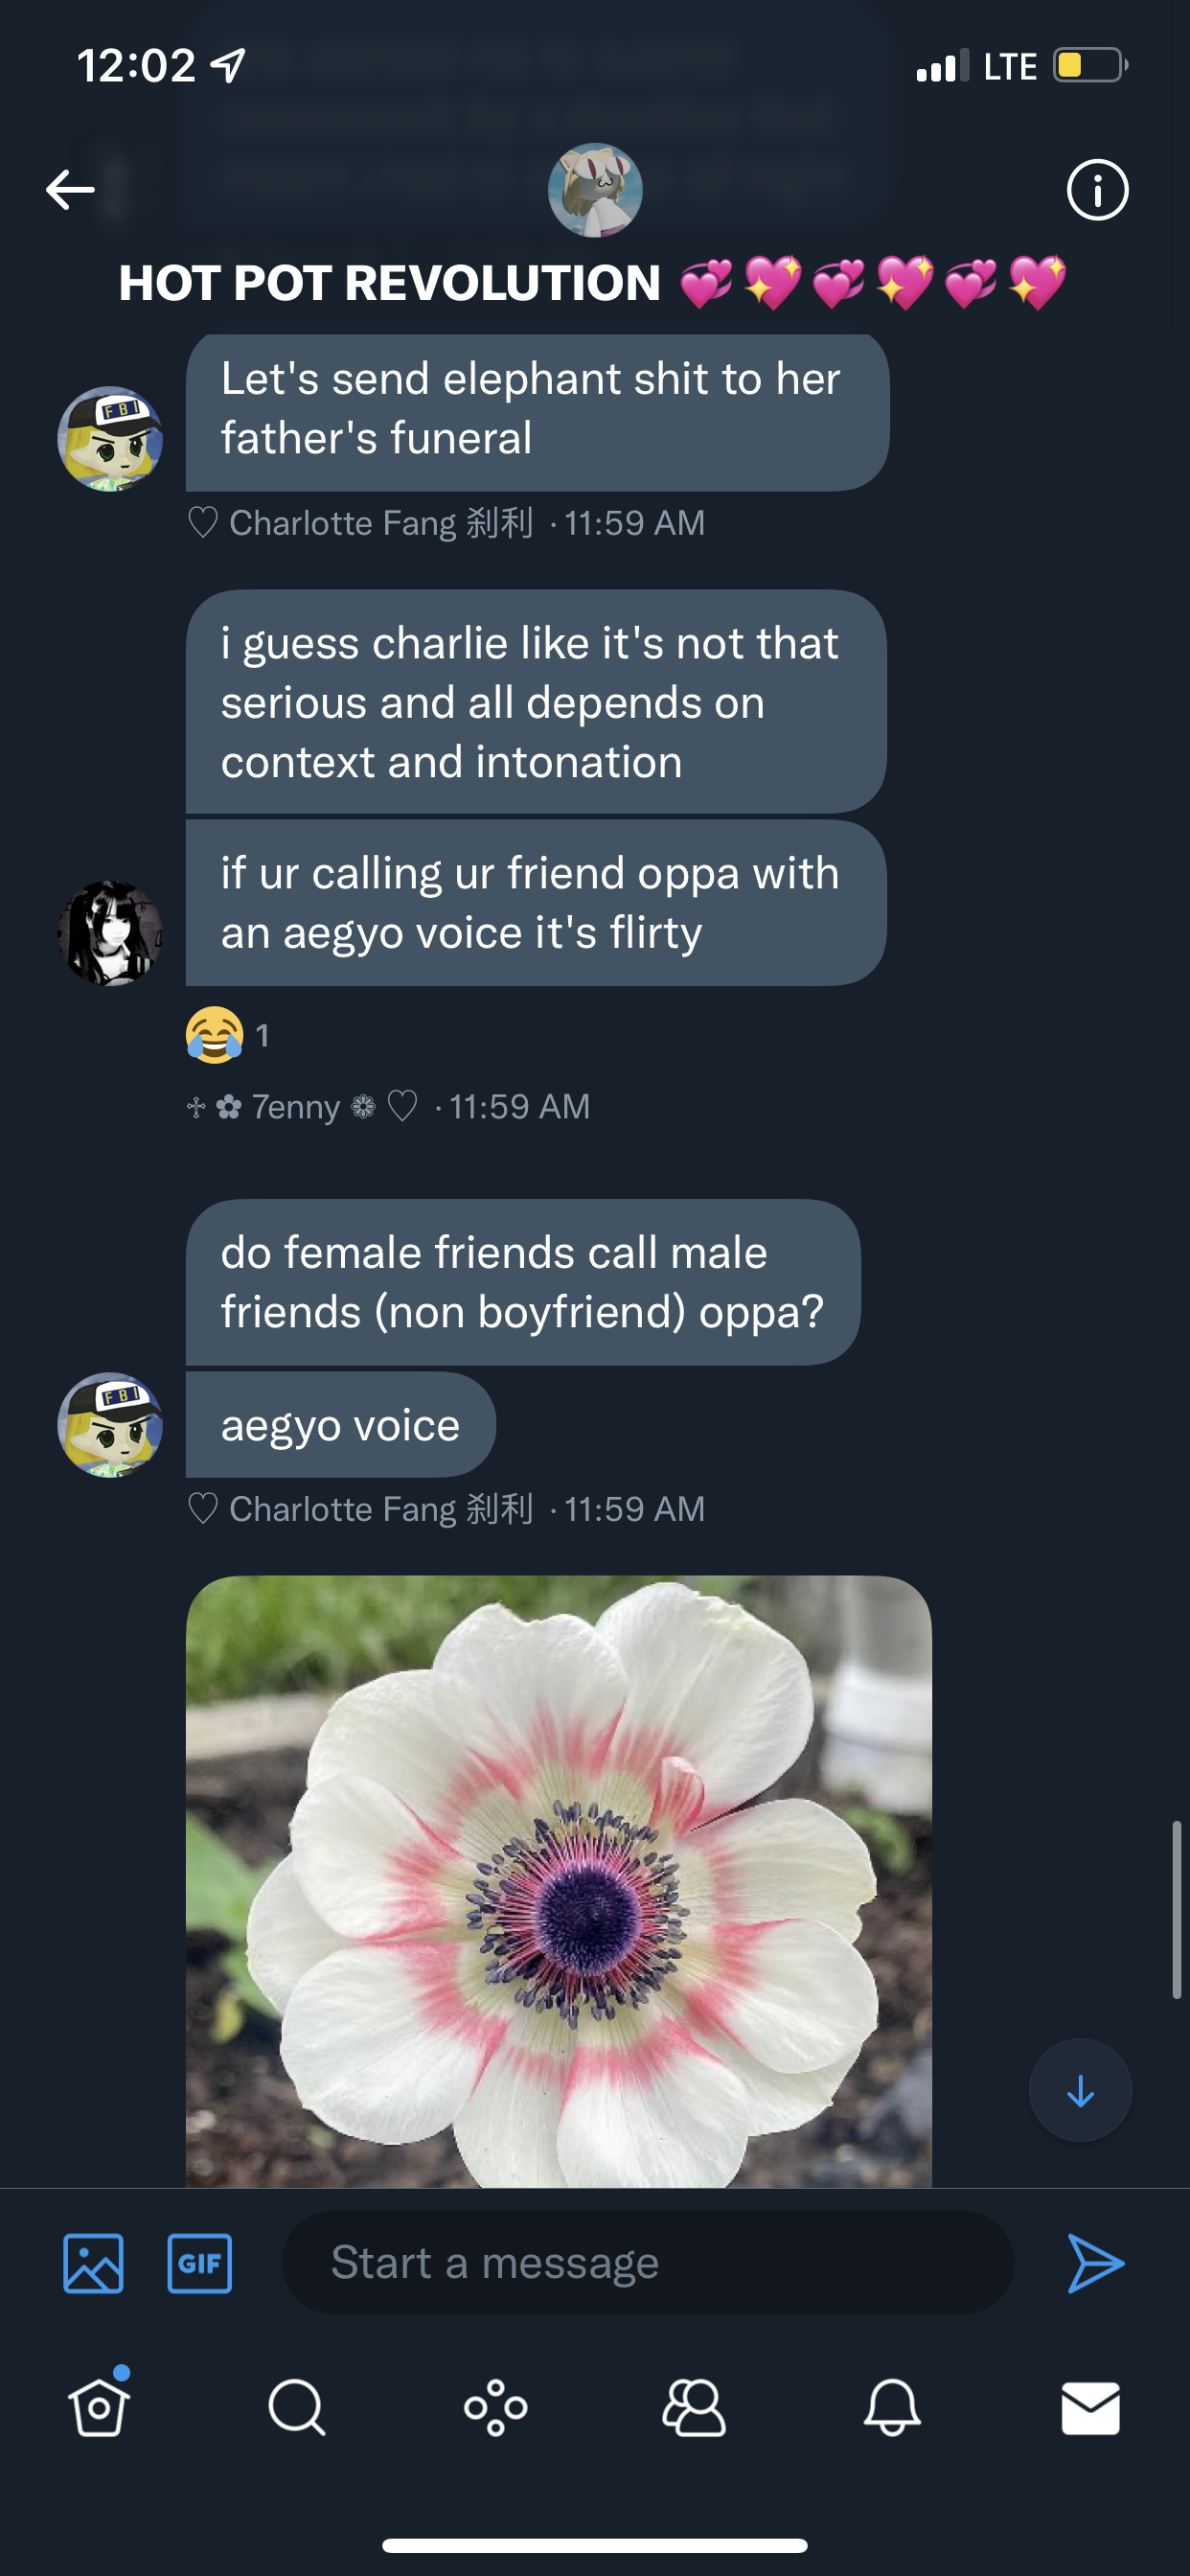 12:02
LTE
HOT POT REVOLUTION 💞💖💞💖💞💖
Let's send elephant shit to her
father's funeral
FBI
♡ Charlotte Fang 刹利 · 11:59 AM
i guess charlie like it's not that
serious and all depends on
context and intonation
if ur calling ur friend oppa with
an aegyo voice it's flirty
😂 1
♱ ✿ 7enny ❁ ♡ · 11:59 AM
do female friends call male
friends (non boyfriend) oppa?
aegyo voice
FBI
♡ Charlotte Fang 刹利 · 11:59 AM
GIF
Start a message